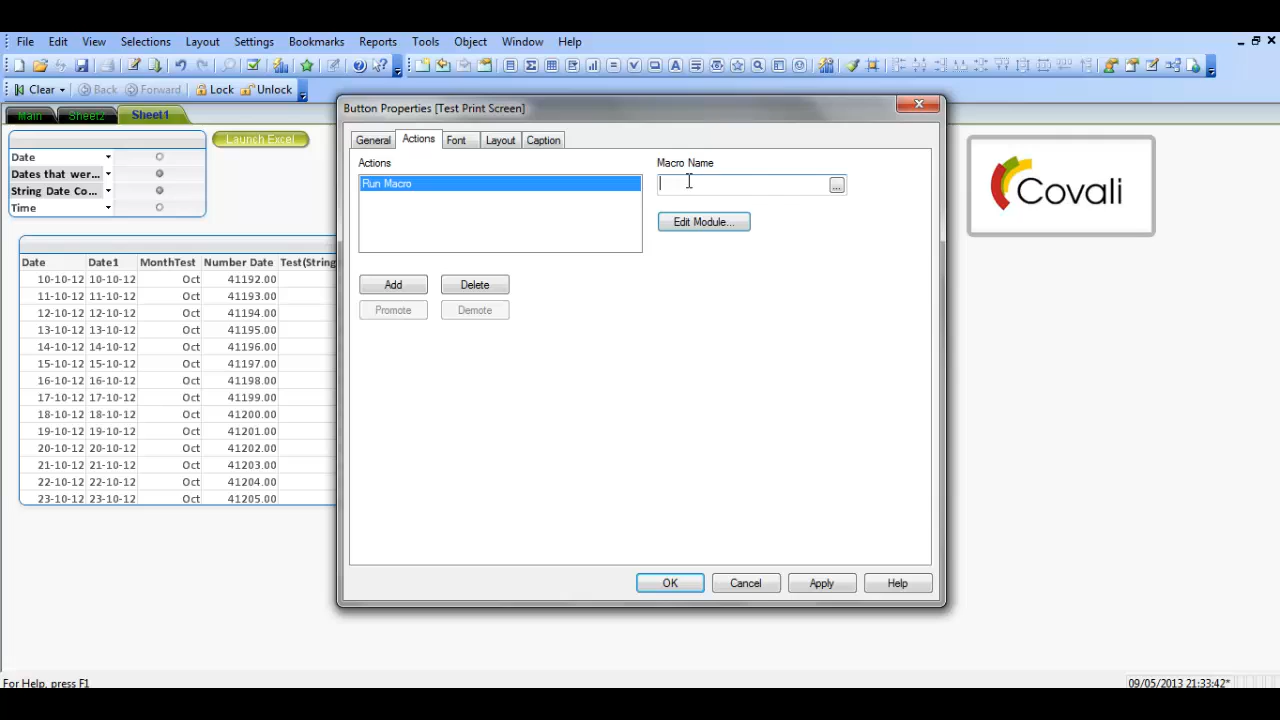 File Edit View Selections Layout Settings Bookmarks Reports Tools Object Window Help
Clear Back Forward Lock Unlock
Main Sheet2 Sheet1
Launch Excel
Date
Dates that wer...
String Date Co...
Time
Button Properties [Test Print Screen]
General Actions Font Layout Caption
Actions
Run Macro
Macro Name
...
Edit Module...
Add Delete
Promote Demote
OK Cancel Apply Help
Covali
Date Date1 MonthTest Number Date Test(String
10-10-12 10-10-12 Oct 41192.00
11-10-12 11-10-12 Oct 41193.00
12-10-12 12-10-12 Oct 41194.00
13-10-12 13-10-12 Oct 41195.00
14-10-12 14-10-12 Oct 41196.00
15-10-12 15-10-12 Oct 41197.00
16-10-12 16-10-12 Oct 41198.00
17-10-12 17-10-12 Oct 41199.00
18-10-12 18-10-12 Oct 41200.00
19-10-12 19-10-12 Oct 41201.00
20-10-12 20-10-12 Oct 41202.00
21-10-12 21-10-12 Oct 41203.00
22-10-12 22-10-12 Oct 41204.00
23-10-12 23-10-12 Oct 41205.00
For Help, press F1
09/05/2013 21:33:42*